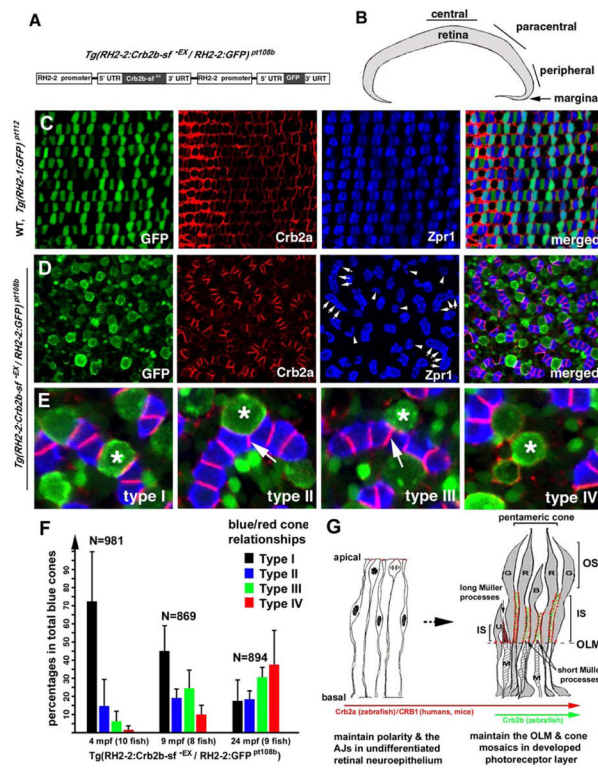 A
B
Tg(RH2-2:Crb2b-sf -EX / RH2-2:GFP) pt108b
RH2-2 promoter 5' UTR Crb2b-sf -EX 3' URT RH2-2 promoter 5' UTR GFP 3' URT
central
retina
paracentral
peripheral
marginal
WT, Tg(RH2-1:GFP) pt112
C
GFP
Crb2a
Zpr1
merged
Tg(RH2-2:Crb2b-sf -EX / RH2-2:GFP) pt108b
D
GFP
Crb2a
Zpr1
merged
E
* * * *
type I
type II
type III
type IV
F
blue/red cone
relationships
Type I
Type II
Type III
Type IV
N=981
N=869
N=894
percentages in total blue cones
90
80
70
60
50
40
30
20
10
4 mpf (10 fish) 9 mpf (8 fish) 24 mpf (9 fish)
Tg(RH2-2:Crb2b-sf -EX / RH2-2:GFP pt108b)
G
pentameric cone
apical
basal
G R R G
B
U
M M
OS
IS
OLM
long Müller
processes
IS
short Müller
processes
Crb2a (zebrafish)/CRB1 (humans, mice)
Crb2b (zebrafish)
maintain polarity & the
AJs in undifferentiated
retinal neuroepithelium
maintain the OLM & cone
mosaics in developed
photoreceptor layer